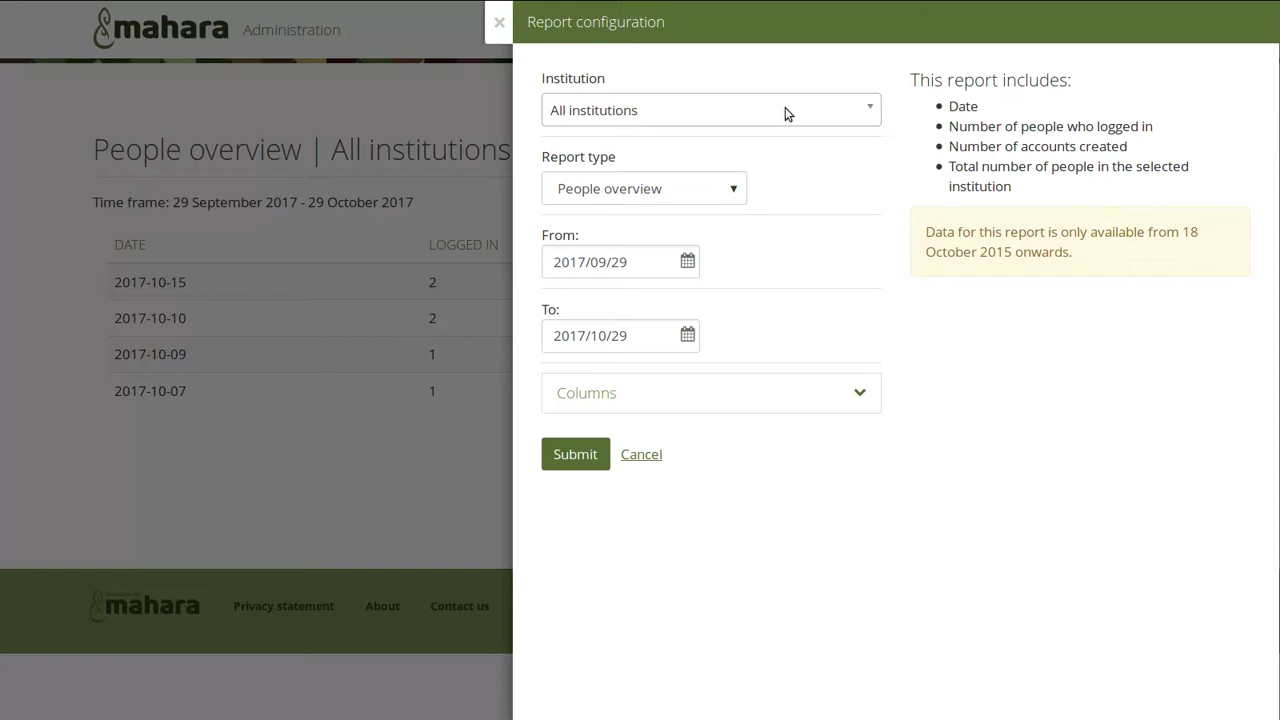 mahara Administration
× Report configuration
Institution
All institutions
Report type
People overview
From:
2017/09/29
To:
2017/10/29
Columns
Submit Cancel
This report includes:
Date
Number of people who logged in
Number of accounts created
Total number of people in the selected
institution
Data for this report is only available from 18
October 2015 onwards.
People overview | All institutions
Time frame: 29 September 2017 - 29 October 2017
DATE LOGGED IN
2017-10-15 2
2017-10-10 2
2017-10-09 1
2017-10-07 1
mahara Privacy statement About Contact us